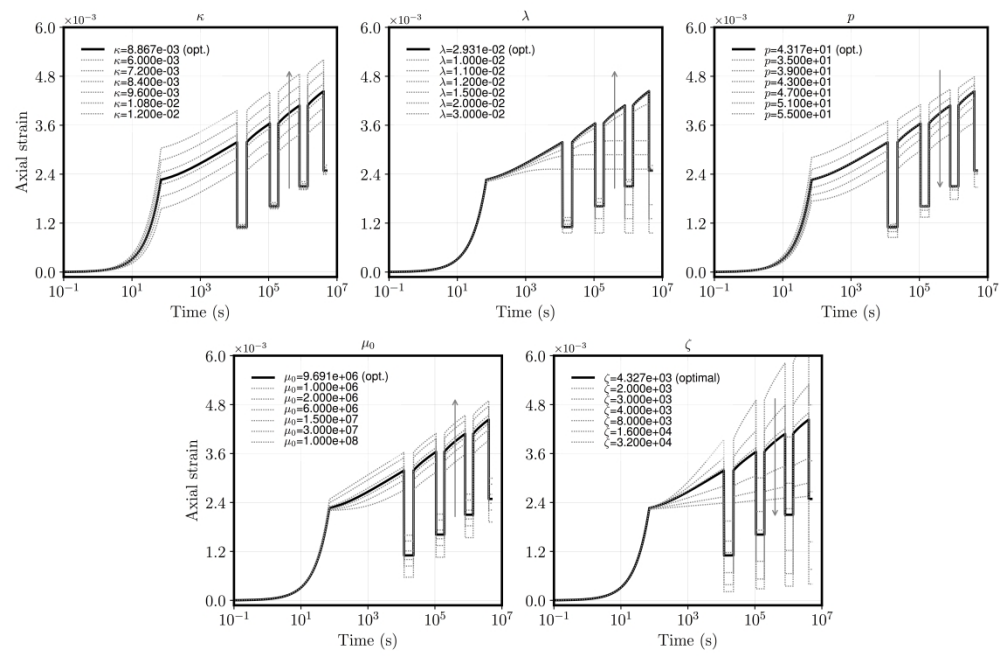 ×10⁻³
κ
6.0
4.8
3.6
2.4
1.2
0.0
Axial strain
κ=8.867e-03 (opt.)
κ=6.000e-03
κ=7.200e-03
κ=8.400e-03
κ=9.600e-03
κ=1.080e-02
κ=1.200e-02
10⁻¹ 10¹ 10³ 10⁵ 10⁷
Time (s)
×10⁻³
λ
6.0
4.8
3.6
2.4
1.2
0.0
λ=2.931e-02 (opt.)
λ=1.000e-02
λ=1.100e-02
λ=1.200e-02
λ=1.500e-02
λ=2.000e-02
λ=3.000e-02
10⁻¹ 10¹ 10³ 10⁵ 10⁷
Time (s)
×10⁻³
p
6.0
4.8
3.6
2.4
1.2
0.0
p=4.317e+01 (opt.)
p=3.500e+01
p=3.900e+01
p=4.300e+01
p=4.700e+01
p=5.100e+01
p=5.500e+01
10⁻¹ 10¹ 10³ 10⁵ 10⁷
Time (s)
×10⁻³
μ₀
6.0
4.8
3.6
2.4
1.2
0.0
Axial strain
μ₀=9.691e+06 (opt.)
μ₀=1.000e+06
μ₀=2.000e+06
μ₀=6.000e+06
μ₀=1.500e+07
μ₀=3.000e+07
μ₀=1.000e+08
10⁻¹ 10¹ 10³ 10⁵ 10⁷
Time (s)
×10⁻³
ζ
6.0
4.8
3.6
2.4
1.2
0.0
ζ=4.327e+03 (optimal)
ζ=2.000e+03
ζ=3.000e+03
ζ=4.000e+03
ζ=8.000e+03
ζ=1.600e+04
ζ=3.200e+04
10⁻¹ 10¹ 10³ 10⁵ 10⁷
Time (s)